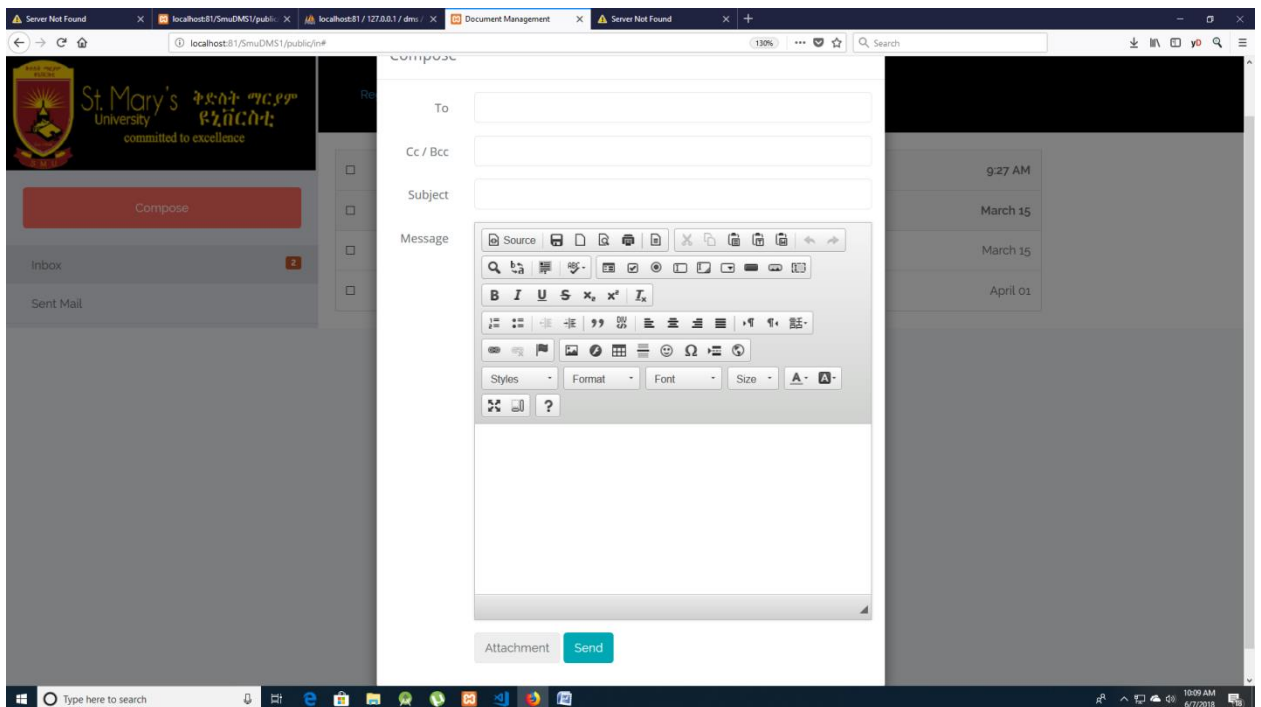 Server Not Found
localhost:81/SmuDMS1/public
localhost:81 / 127.0.0.1 / dms /
Document Management
Server Not Found
localhost:81/SmuDMS1/public/in#
130%
Search
St. Mary's ቅድስት ማርያም
University ዩኒቨርስቲ
committed to excellence
S M U
Compose
Inbox 2
Sent Mail
Re
Compose
To
Cc / Bcc
Subject
Message
Source
Styles Format Font Size
Attachment Send
9:27 AM
March 15
March 15
April 01
Type here to search
10:09 AM
6/7/2018